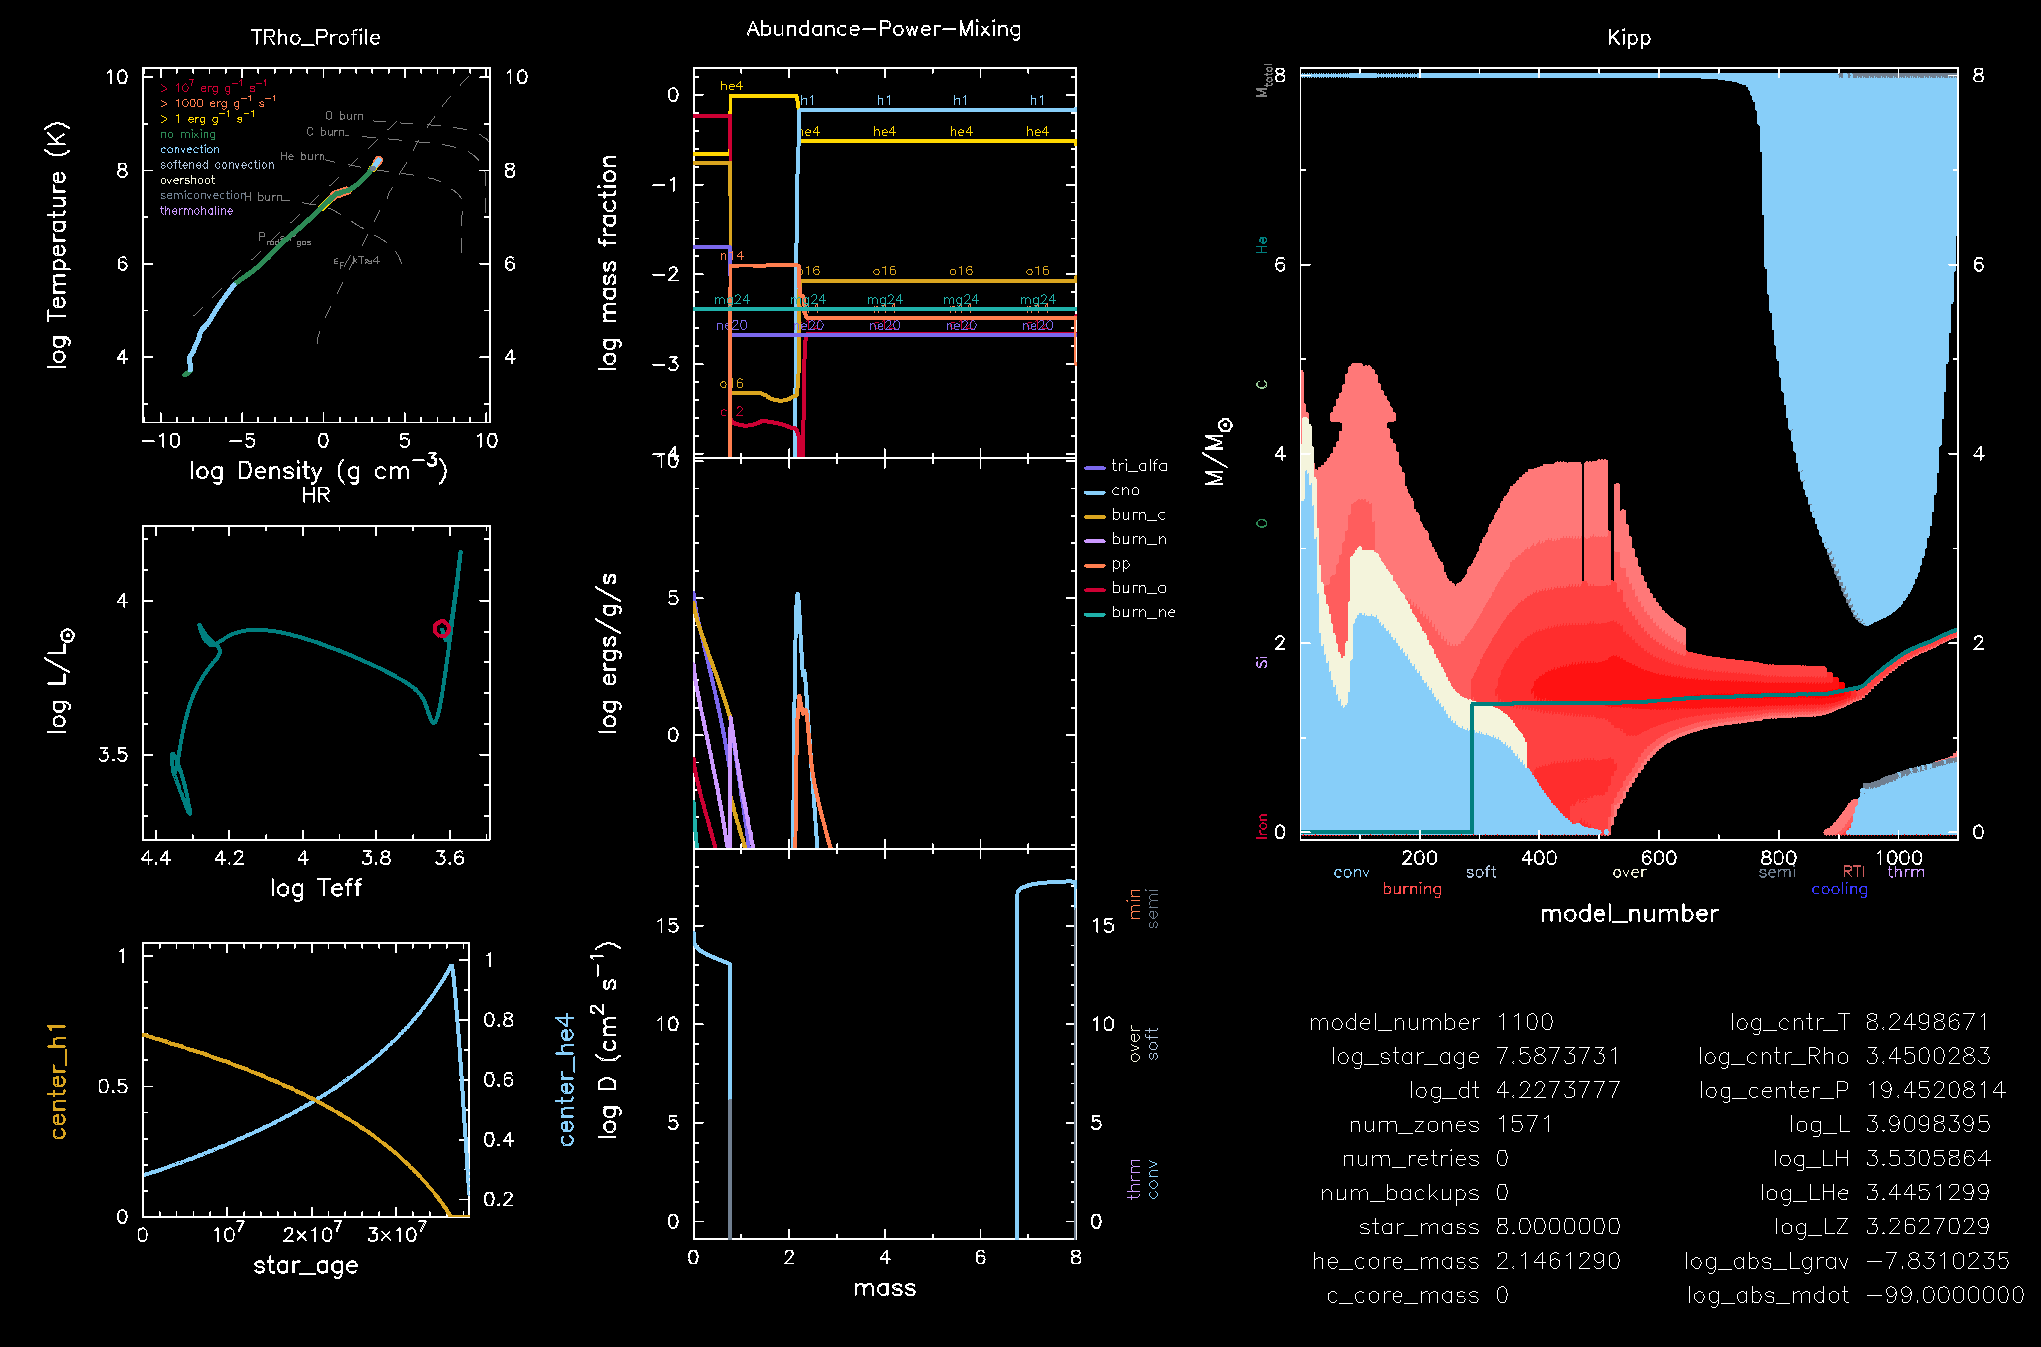 TRho_Profile
> 10⁷ erg g⁻¹ s⁻¹
> 1000 erg g⁻¹ s⁻¹
> 1 erg g⁻¹ s⁻¹
no mixing
convection
softened convection
overshoot
semiconvection
thermohaline
O burn
C burn
He burn
H burn
εF/kT≈4
10
8
6
4
10
8
6
4
log Temperature (K)
−10 −5 0 5 10
log Density (g cm⁻³)
HR
4
3.5
log L/L☉
4.4 4.2 4 3.8 3.6
log Teff
1
0.5
0
center_h1
1
0.8
0.6
0.4
0.2
center_he4
0 10⁷ 2×10⁷ 3×10⁷
star_age
Abundance−Power−Mixing
0
−1
−2
−3
−4
log mass fraction
he4
h1 h1 h1 h1
he4 he4 he4 he4
n14
o16 o16 o16 o16
mg24 mg24 mg24 mg24 mg24
ne20 ne20 ne20 ne20 ne20
o16
c12
10
5
0
log ergs/g/s
tri_alfa
cno
burn_c
burn_n
pp
burn_o
burn_ne
15
10
5
0
log D (cm² s⁻¹)
15
10
5
0
min
semi
over
soft
thrm
conv
0 2 4 6 8
mass
Kipp
8
6
4
2
0
8
6
4
2
0
M/M☉
Mtotal
He
C
O
Si
Iron
200 400 600 800 1000
conv soft over semi RTI thrm
burning cooling
model_number
model_number 1100
log_star_age 7.5873731
log_dt 4.2273777
num_zones 1571
num_retries 0
num_backups 0
star_mass 8.0000000
he_core_mass 2.1461290
c_core_mass 0
log_cntr_T 8.2498671
log_cntr_Rho 3.4500283
log_center_P 19.4520814
log_L 3.9098395
log_LH 3.5305864
log_LHe 3.4451299
log_LZ 3.2627029
log_abs_Lgrav −7.8310235
log_abs_mdot −99.0000000